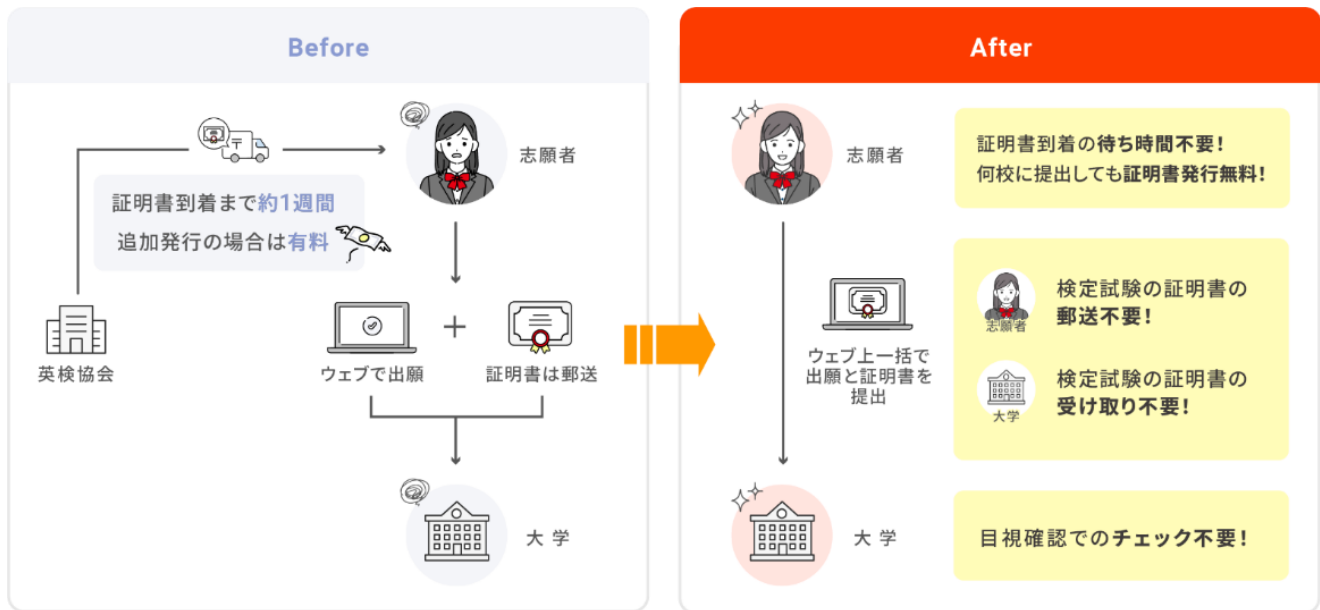 Before
志願者
証明書到着まで約1週間
追加発行の場合は有料
英検協会
ウェブで出願
+
証明書は郵送
大学
After
志願者
証明書到着の待ち時間不要!
何校に提出しても証明書発行無料!
ウェブ上一括で
出願と証明書を
提出
志願者
検定試験の証明書の
郵送不要!
大学
検定試験の証明書の
受け取り不要!
大学
目視確認でのチェック不要!